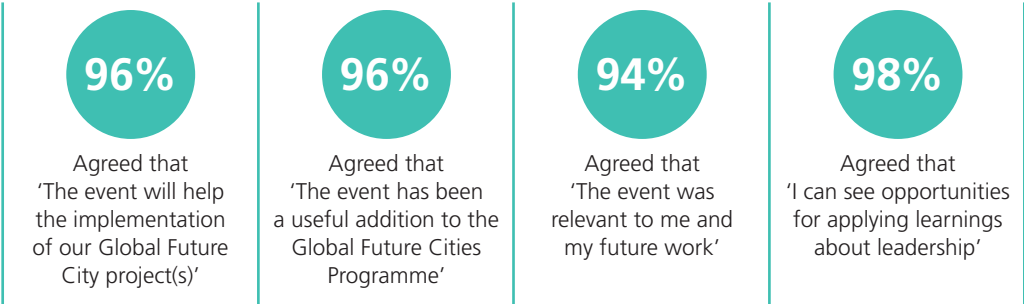 96%
Agreed that
‘The event will help
the implementation
of our Global Future
City project(s)’
96%
Agreed that
‘The event has been
a useful addition to the
Global Future Cities
Programme’
94%
Agreed that
‘The event was
relevant to me and
my future work’
98%
Agreed that
‘I can see opportunities
for applying learnings
about leadership’